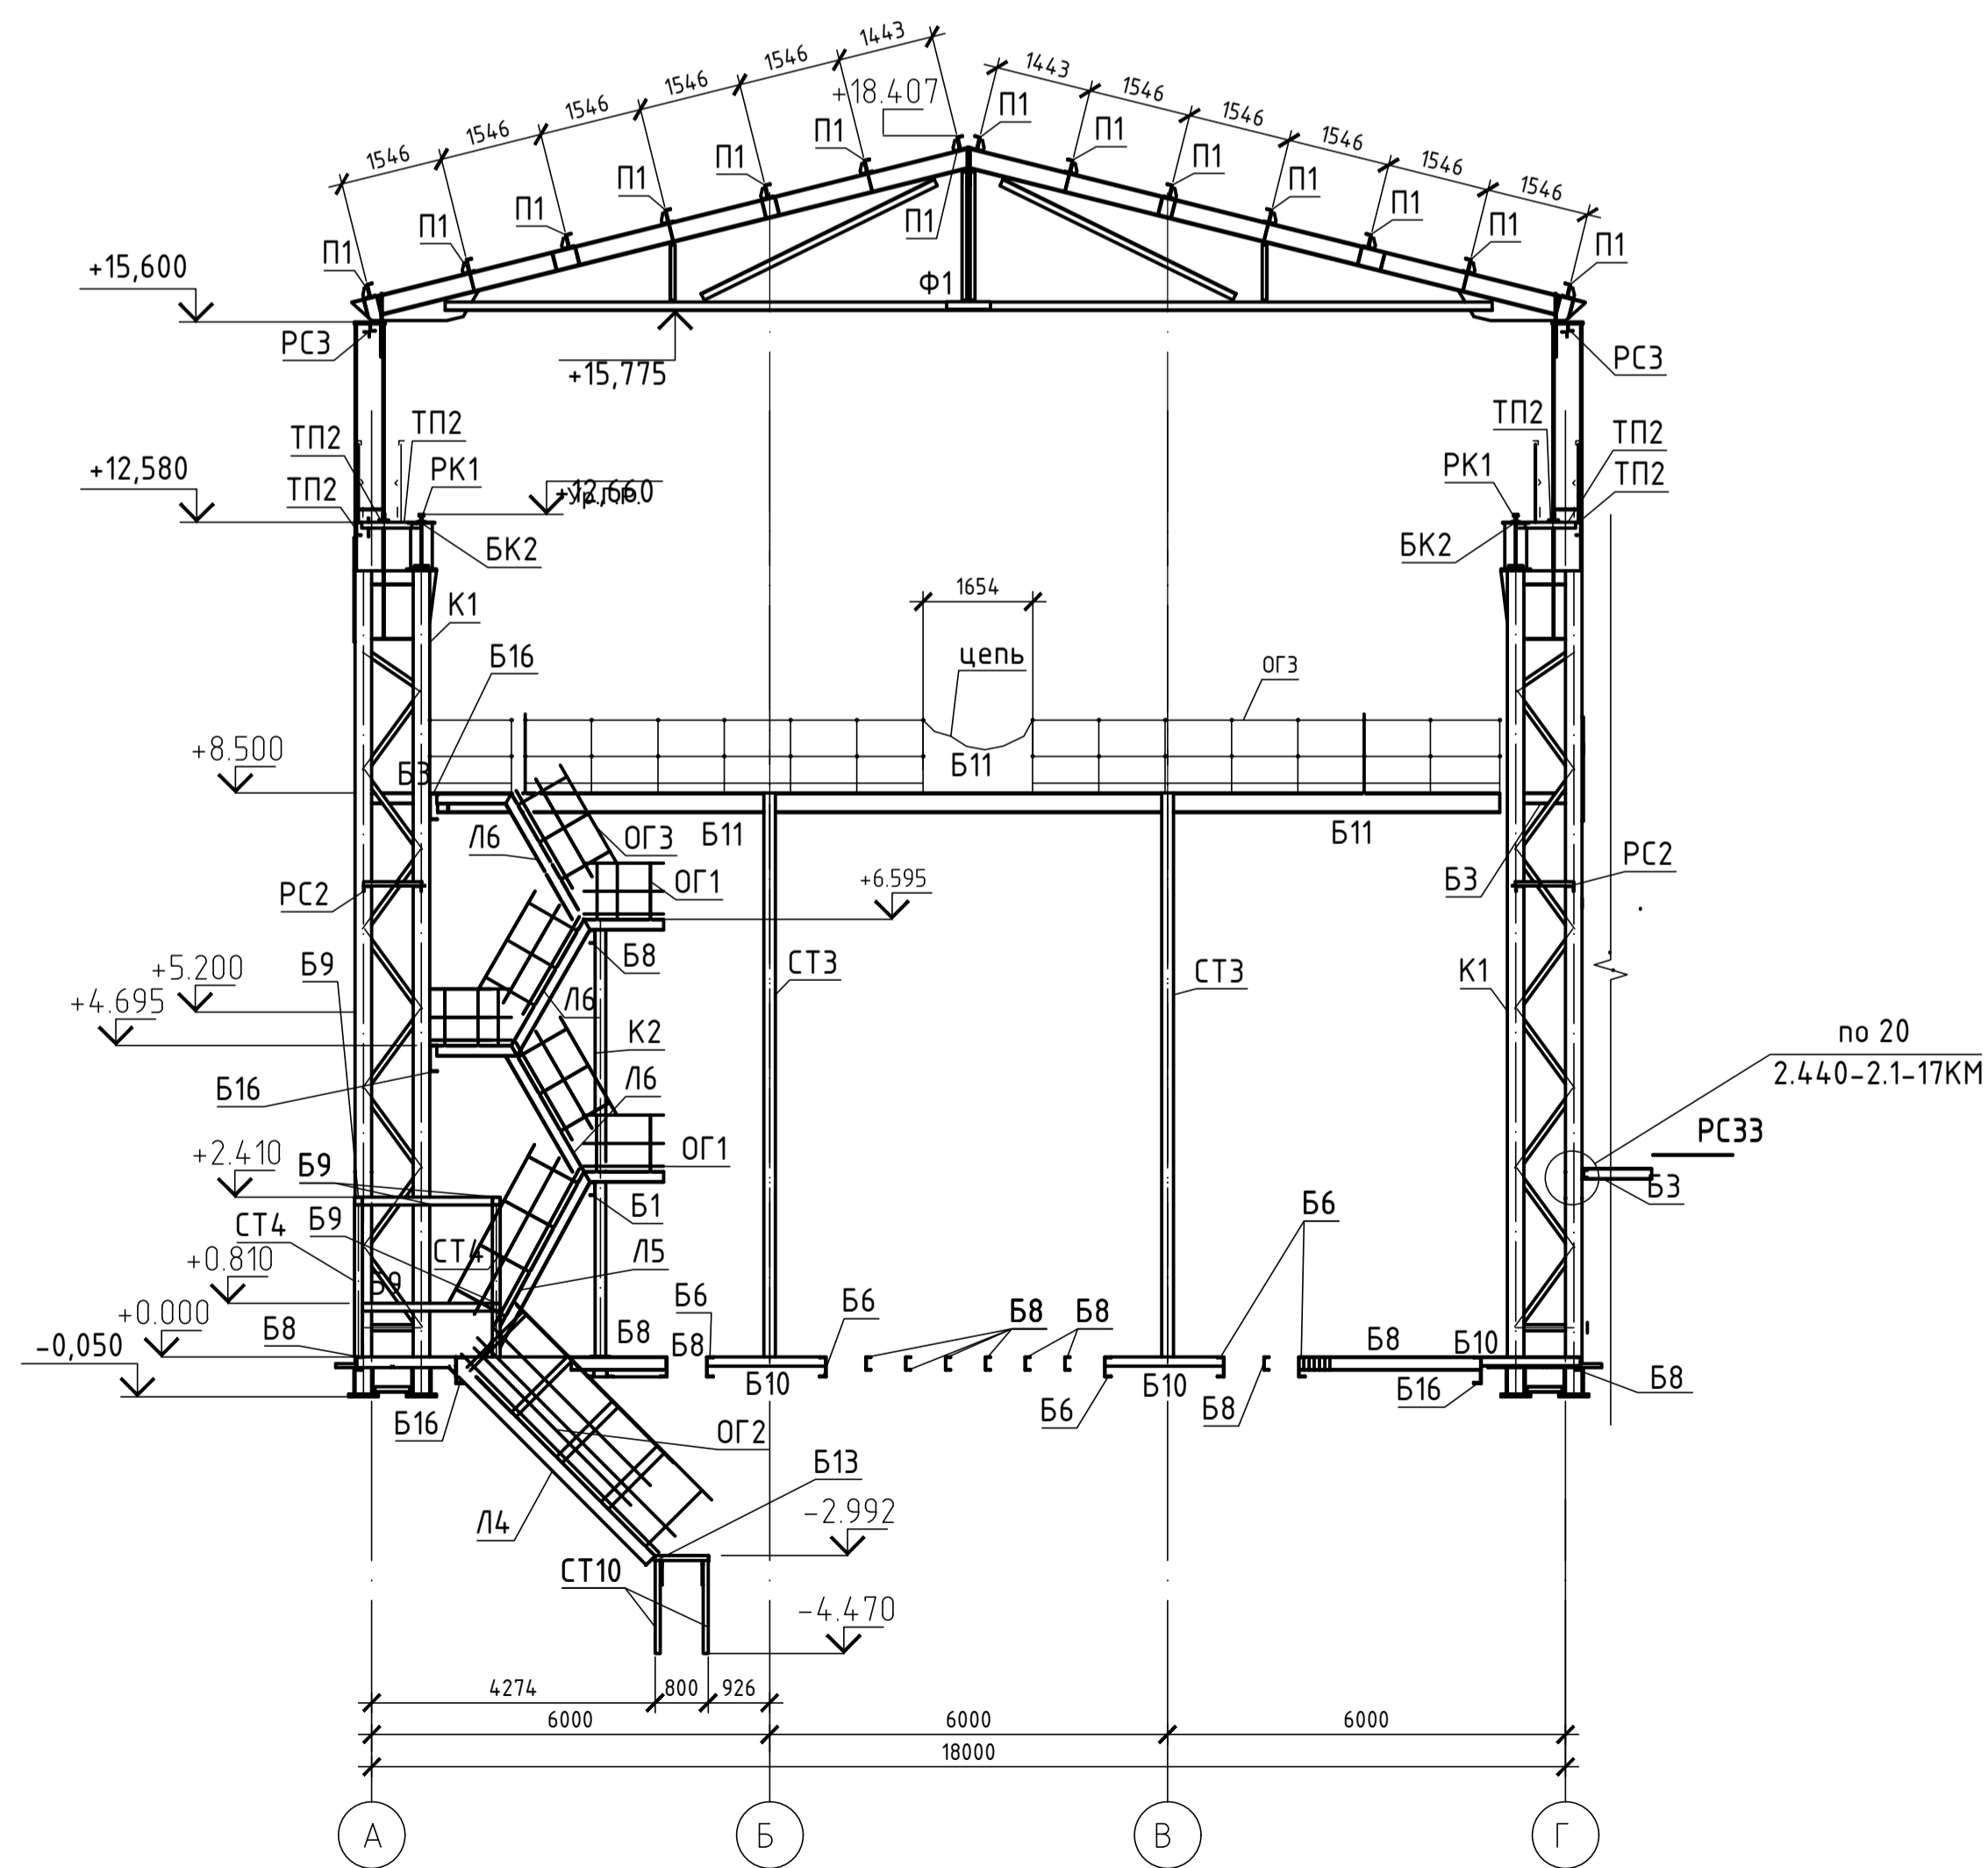 1443
1546
1546
1546
1546
1546
1443
1546
1546
1546
1546
1546
+18.407
П1
П1
П1
П1
П1
П1
П1
П1
П1
П1
П1
П1
П1
П1
+15,600
Ф1
РС3
+15,775
РС3
ТП2
ТП2
ТП2
ТП2
+12,580
РК1
РК1
ТП2
ТП2
+12,660
Ур.Г.Р.
БК2
БК2
К1
1654
Б16
цепь
ОГ3
+8.500
Б3
Б11
Л6
Б11
ОГ3
Б11
РС2
ОГ1
+6.595
РС2
Б3
Б9
+5.200
Б8
СТ3
СТ3
К1
+4.695
Л6
К2
по 20
2.440-2.1-17КМ
Б16
Л6
РС33
+2.410
Б9
ОГ1
Б3
СТ4
Б9
Б1
Б6
СТ4
Л5
+0.810
Б9
+0.000
Б6
Б6
Б8
Б8
-0,050
Б8
Б8
Б8
Б8
Б10
Б10
Б10
Б16
Б8
Б16
ОГ2
Б6
Б8
Б13
Л4
-2.992
СТ10
-4.470
4274
800
926
6000
6000
6000
18000
А
Б
В
Г